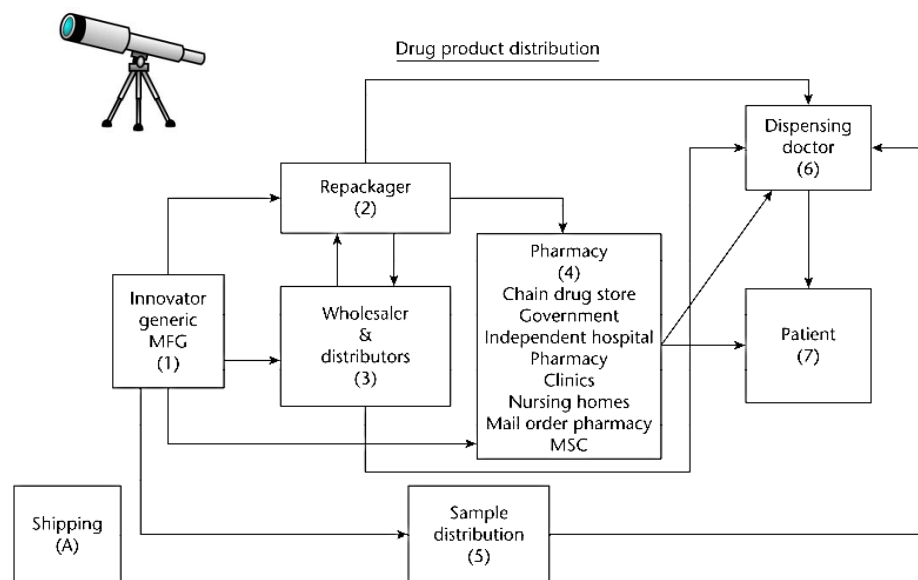 Drug product distribution
Dispensing
doctor
(6)
Repackager
(2)
Pharmacy
(4)
Chain drug store
Government
Independent hospital
Pharmacy
Clinics
Nursing homes
Mail order pharmacy
MSC
Innovator
generic
MFG
(1)
Wholesaler
&
distributors
(3)
Patient
(7)
Shipping
(A)
Sample
distribution
(5)